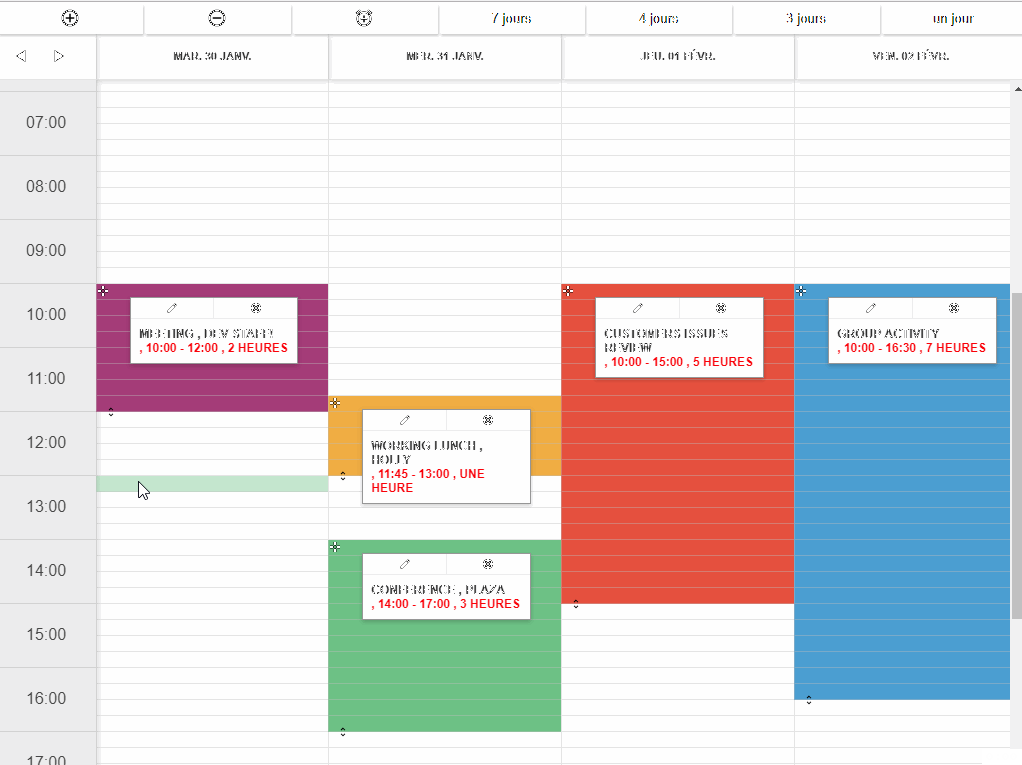 7 jours
4 jours
3 jours
un jour
MAR. 30 JANV.
MER. 31 JANV.
JEU. 01 FÉVR.
VEN. 02 FÉVR.
07:00
08:00
09:00
10:00
11:00
12:00
13:00
14:00
15:00
16:00
17:00
MEETING , DEV STAFF
, 10:00 - 12:00 , 2 HEURES
WORKING LUNCH ,
HOLLY
, 11:45 - 13:00 , UNE
HEURE
CONFERENCE , PLAZA
, 14:00 - 17:00 , 3 HEURES
CUSTOMERS ISSUES
REVIEW
, 10:00 - 15:00 , 5 HEURES
GROUP ACTIVITY
, 10:00 - 16:30 , 7 HEURES